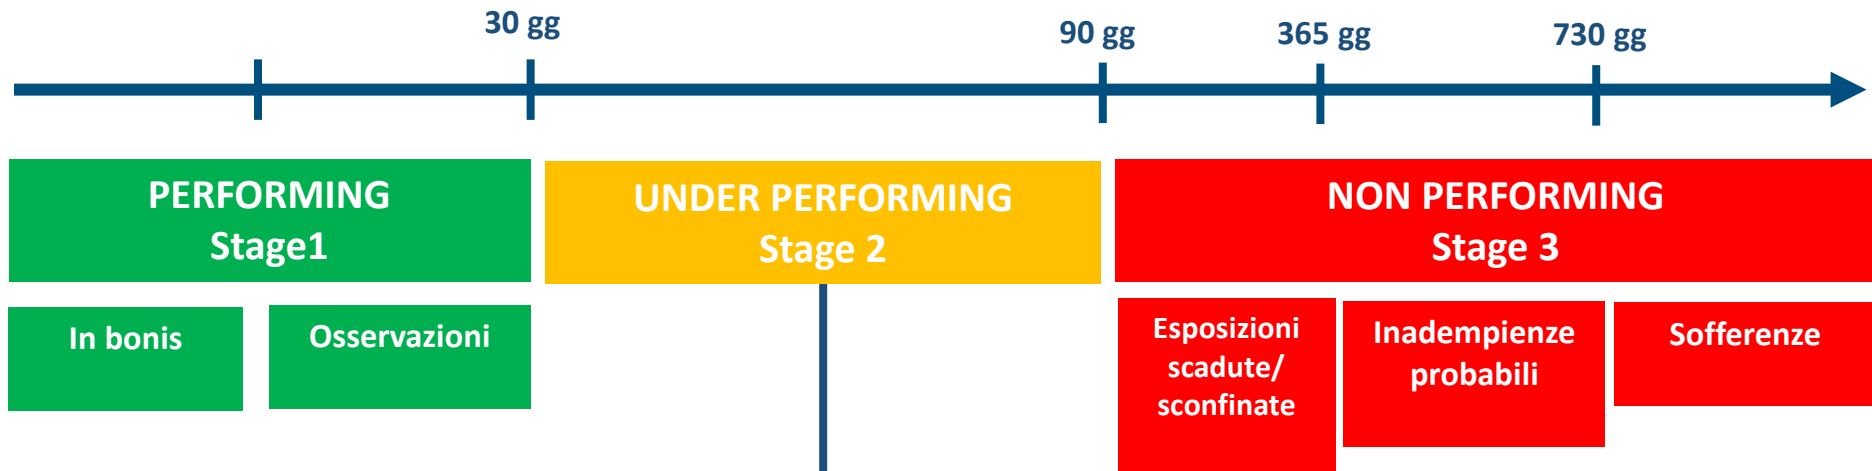 30 gg
90 gg
365 gg
730 gg
PERFORMING
Stage1
UNDER PERFORMING
Stage 2
NON PERFORMING
Stage 3
In bonis
Osservazioni
Esposizioni
scadute/
sconfinate
Inadempienze
probabili
Sofferenze